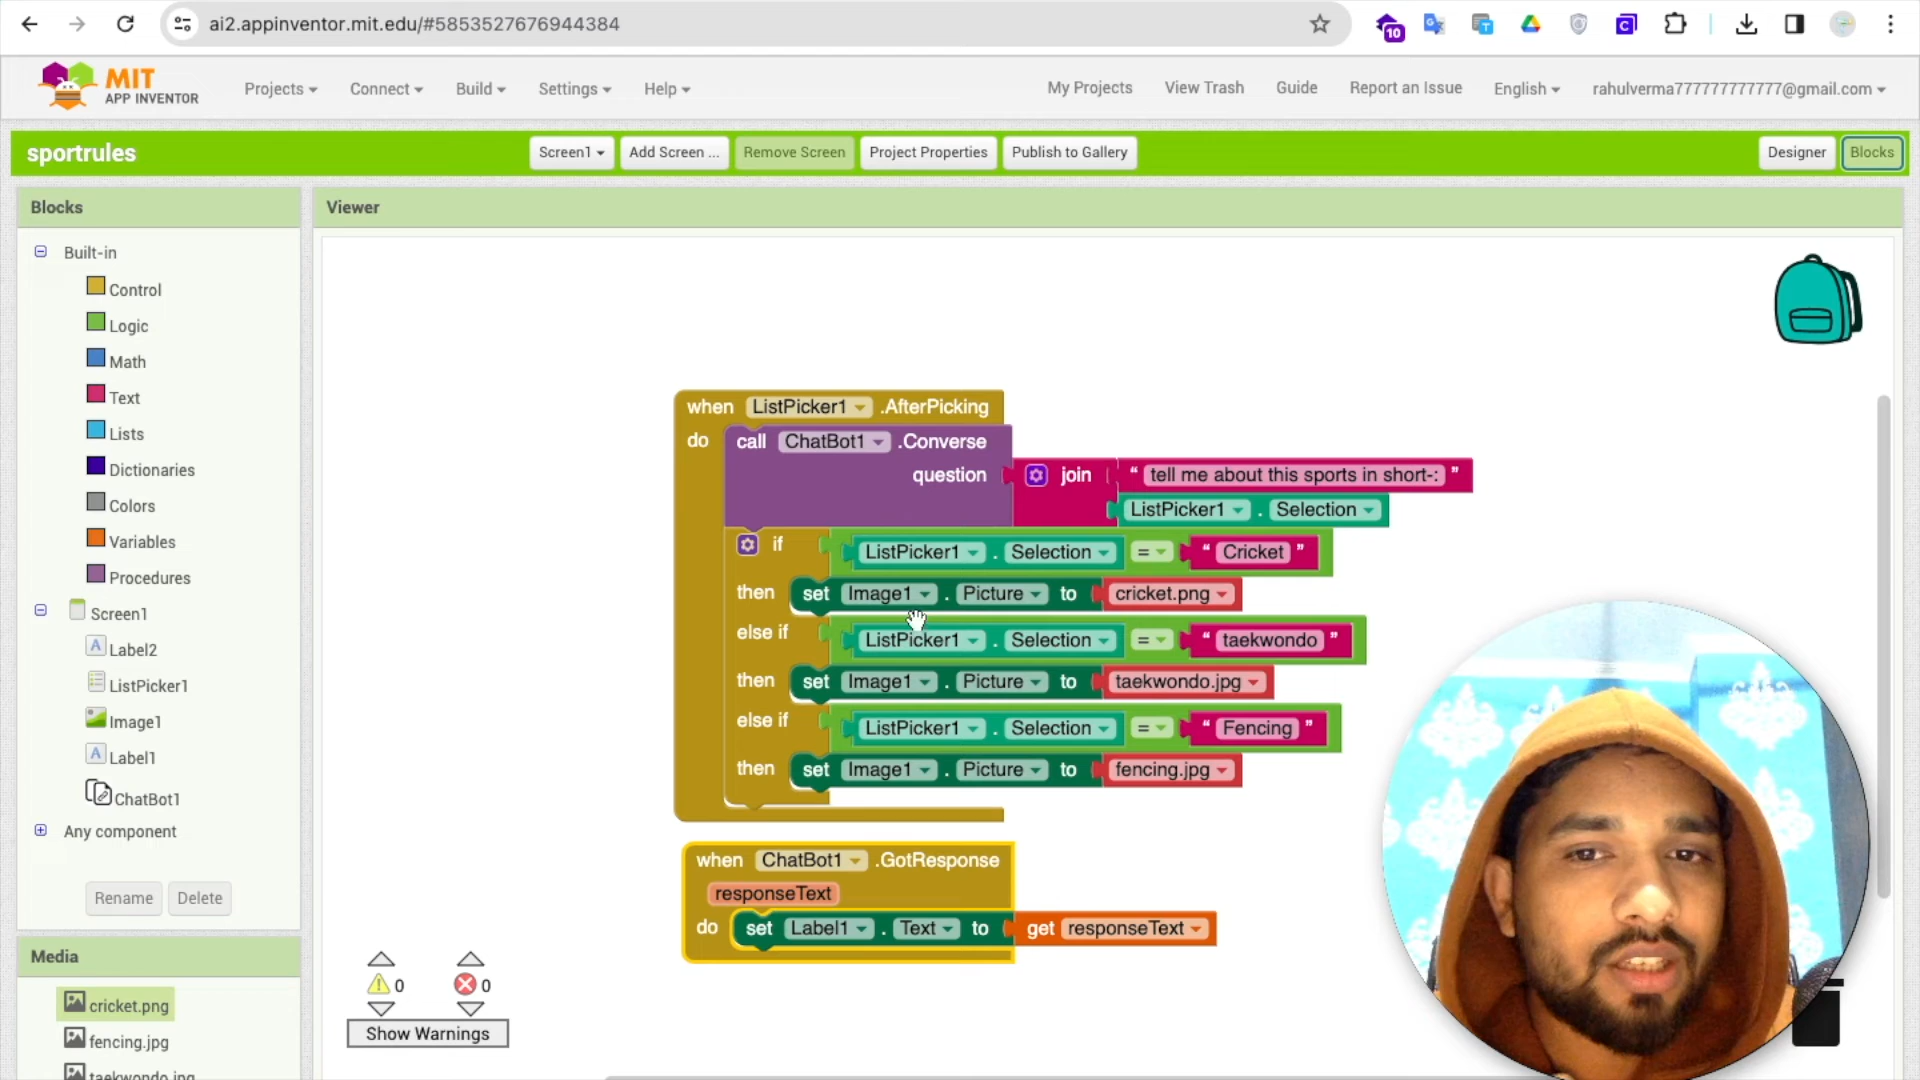 ai2.appinventor.mit.edu/#5853527676944384
10
MIT
APP INVENTOR
Projects Connect Build Settings Help
My Projects View Trash Guide Report an Issue English rahulverma777777777777@gmail.com
sportrules
Screen1 Add Screen ... Remove Screen Project Properties Publish to Gallery
Designer Blocks
Blocks
Built-in
Control
Logic
Math
Text
Lists
Dictionaries
Colors
Variables
Procedures
Screen1
Label2
ListPicker1
Image1
Label1
ChatBot1
Any component
Rename Delete
Media
cricket.png
fencing.jpg
taekwondo.jpg
Viewer
when ListPicker1 .AfterPicking
do call ChatBot1 .Converse
question join “ tell me about this sports in short-: ”
ListPicker1 . Selection
if ListPicker1 . Selection = “ Cricket ”
then set Image1 . Picture to cricket.png
else if ListPicker1 . Selection = “ taekwondo ”
then set Image1 . Picture to taekwondo.jpg
else if ListPicker1 . Selection = “ Fencing ”
then set Image1 . Picture to fencing.jpg
when ChatBot1 .GotResponse
responseText
do set Label1 . Text to get responseText
0 0
Show Warnings